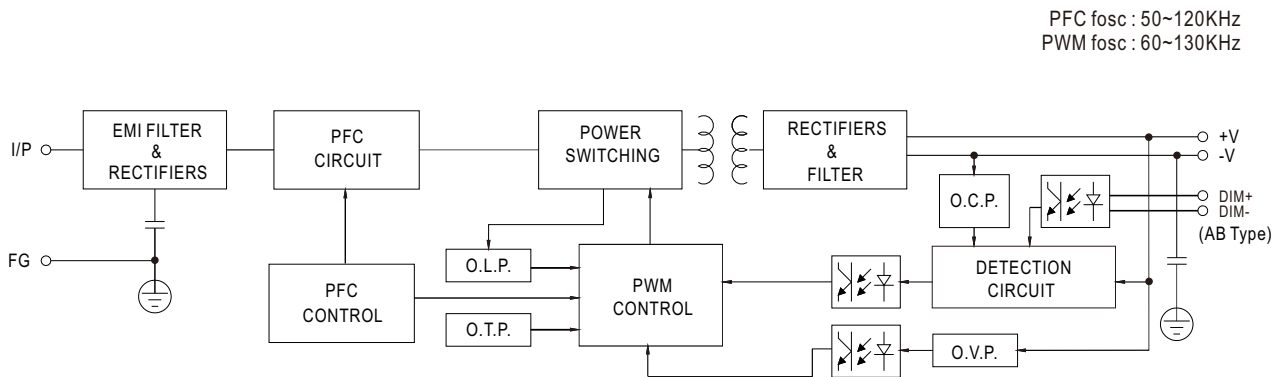 PFC fosc : 50~120KHz
PWM fosc : 60~130KHz
I/P
EMI FILTER
&
RECTIFIERS
PFC
CIRCUIT
POWER
SWITCHING
RECTIFIERS
&
FILTER
+V
-V
O.C.P.
DIM+
DIM-
(AB Type)
FG
O.L.P.
PFC
CONTROL
O.T.P.
PWM
CONTROL
DETECTION
CIRCUIT
O.V.P.